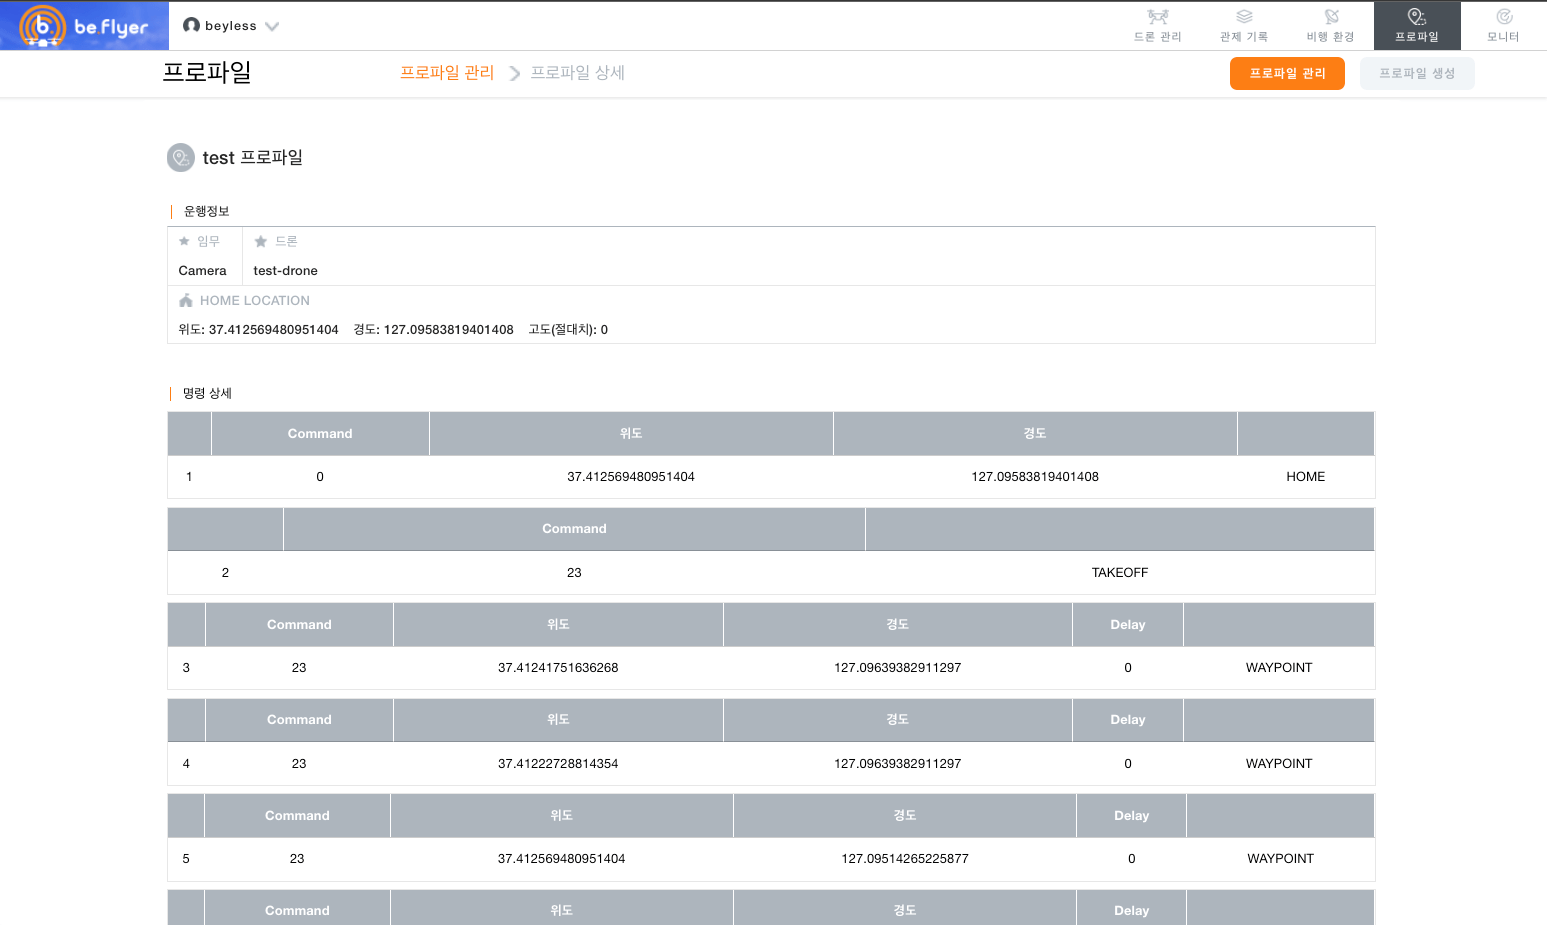 b. be.flyer beyless 드론 관리 관제 기록 비행 환경 프로파일 모니터
프로파일 프로파일 관리 프로파일 상세 프로파일 관리 프로파일 생성
test 프로파일
운행정보
임무 드론
Camera test-drone
HOME LOCATION
위도: 37.412569480951404 경도: 127.09583819401408 고도(절대치): 0
명령 상세
Command 위도 경도
1 0 37.412569480951404 127.09583819401408 HOME
Command
2 23 TAKEOFF
Command 위도 경도 Delay
3 23 37.41241751636268 127.09639382911297 0 WAYPOINT
Command 위도 경도 Delay
4 23 37.41222728814354 127.09639382911297 0 WAYPOINT
Command 위도 경도 Delay
5 23 37.412569480951404 127.09514265225877 0 WAYPOINT
Command 위도 경도 Delay